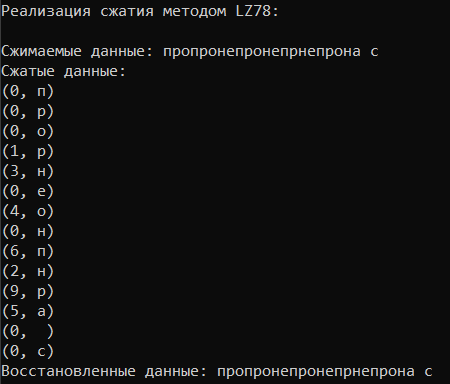 Реализация сжатия методом LZ78:
Сжимаемые данные: пропронепронепрнепрона с
Сжатые данные:
(0, п)
(0, р)
(0, о)
(1, р)
(3, н)
(0, е)
(4, о)
(0, н)
(6, п)
(2, н)
(9, р)
(5, а)
(0,  )
(0, с)
Восстановленные данные: пропронепронепрнепрона с